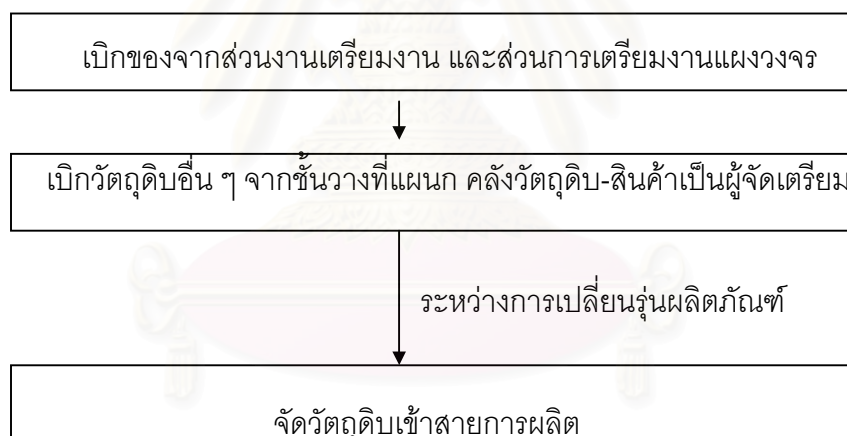 เบิกของจากส่วนงานเตรียมงาน และส่วนการเตรียมงานแผงวงจร
เบิกวัตถุดิบอื่น ๆ จากชั้นวางที่แผนก คลังวัตถุดิบ-สินค้าเป็นผู้จัดเตรียม
ระหว่างการเปลี่ยนรุ่นผลิตภัณฑ์
จัดวัตถุดิบเข้าสายการผลิต